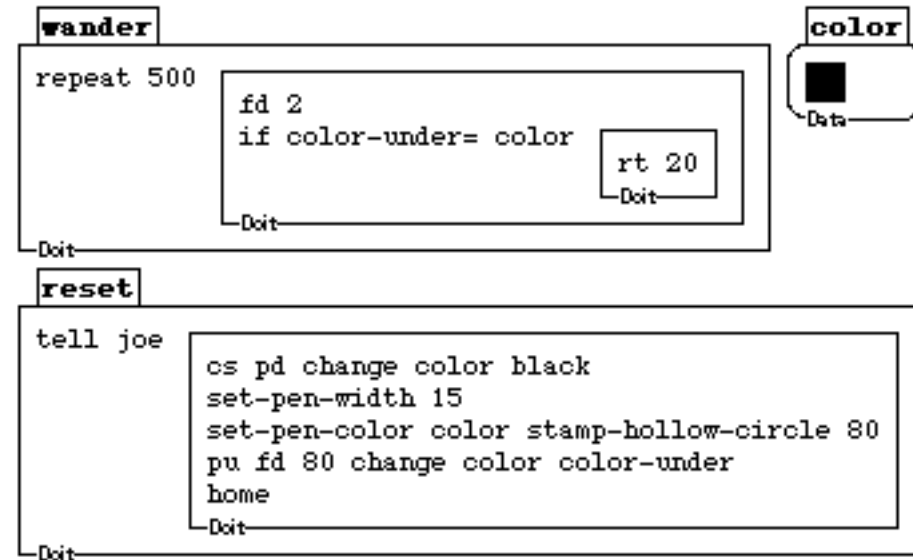 wander
color
repeat 500
fd 2
if color-under= color
rt 20
Doit
Doit
Doit
Data
reset
tell joe
cs pd change color black
set-pen-width 15
set-pen-color color stamp-hollow-circle 80
pu fd 80 change color color-under
home
Doit
Doit